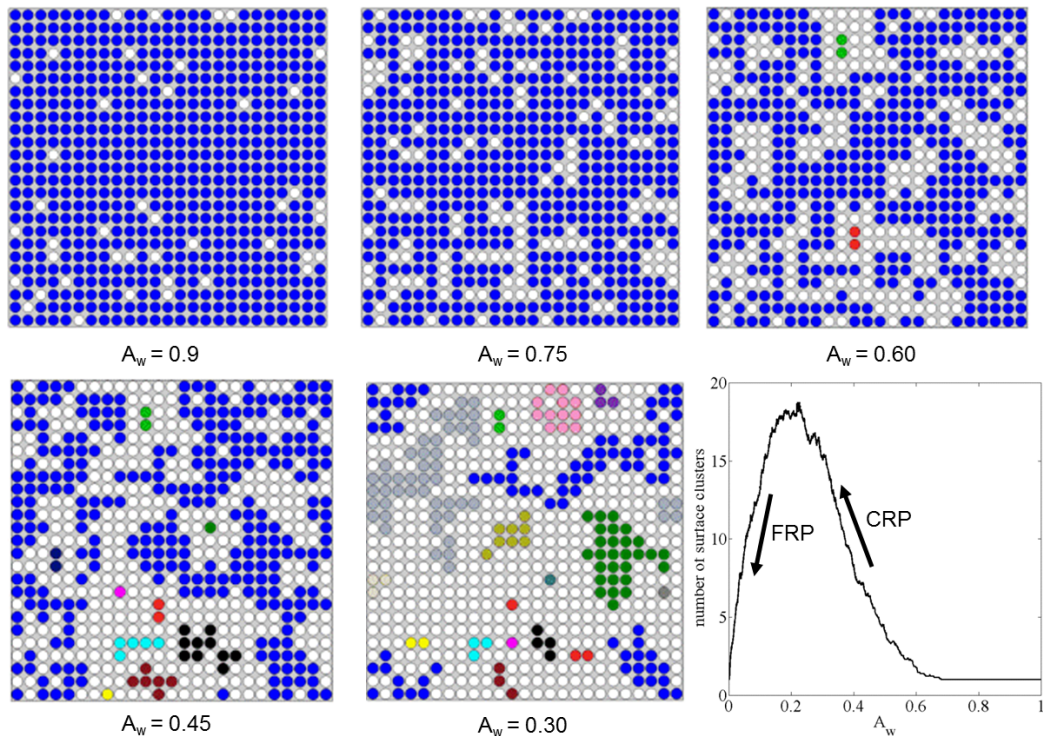 A_w = 0.9
A_w = 0.75
A_w = 0.60
A_w = 0.45
A_w = 0.30
number of surface clusters
20
15
10
5
0
FRP
CRP
0 0.2 0.4 0.6 0.8 1
A_w